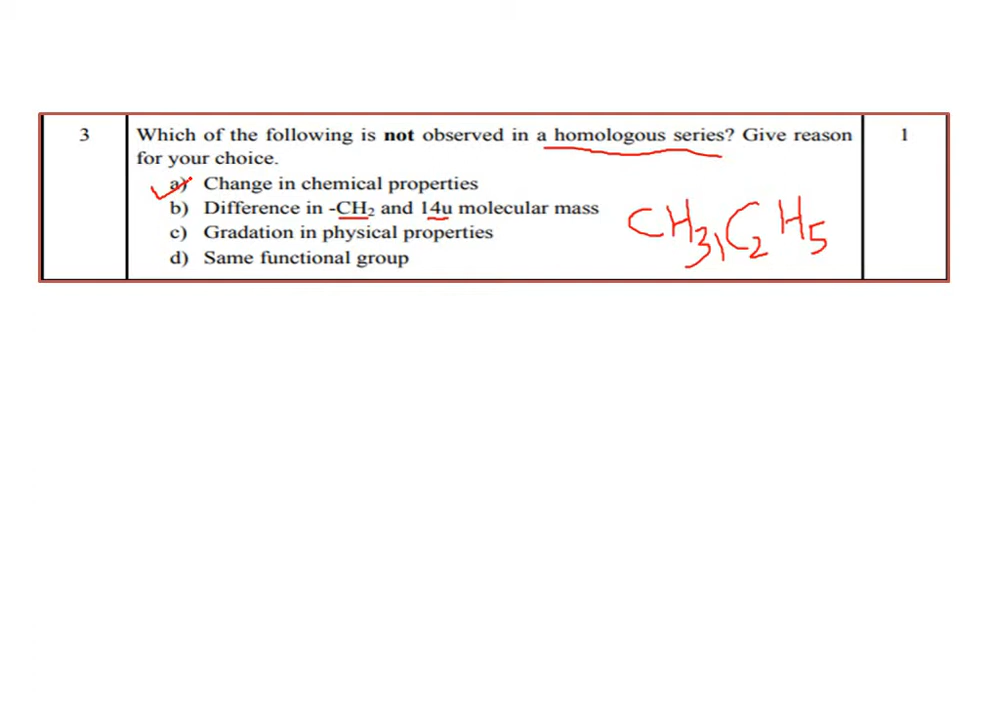 3 Which of the following is not observed in a homologous series? Give reason 1
for your choice.
a) Change in chemical properties
b) Difference in -CH₂ and 14u molecular mass
CH₃, C₂H₅
c) Gradation in physical properties
d) Same functional group